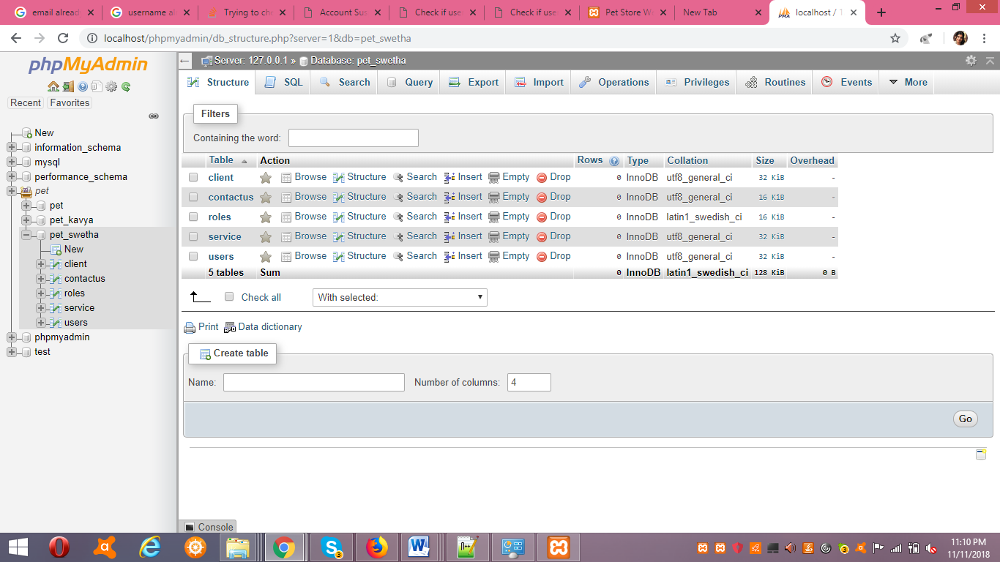 email alread
username al
Trying to che
Account Sus
Check if use
Check if use
Pet Store W
New Tab
localhost /
localhost/phpmyadmin/db_structure.php?server=1&db=pet_swetha
phpMyAdmin
Recent Favorites
New
information_schema
mysql
performance_schema
pet
pet
pet_kavya
pet_swetha
New
client
contactus
roles
service
users
phpmyadmin
test
Server: 127.0.0.1 » Database: pet_swetha
Structure SQL Search Query Export Import Operations Privileges Routines Events More
Filters
Containing the word:
Table Action Rows Type Collation Size Overhead
client Browse Structure Search Insert Empty Drop 0 InnoDB utf8_general_ci 32 KiB -
contactus Browse Structure Search Insert Empty Drop 0 InnoDB utf8_general_ci 16 KiB -
roles Browse Structure Search Insert Empty Drop 0 InnoDB latin1_swedish_ci 16 KiB -
service Browse Structure Search Insert Empty Drop 0 InnoDB utf8_general_ci 32 KiB -
users Browse Structure Search Insert Empty Drop 0 InnoDB utf8_general_ci 32 KiB -
5 tables Sum 0 InnoDB latin1_swedish_ci 128 KiB 0 B
Check all With selected:
Print Data dictionary
Create table
Name: Number of columns: 4
Go
Console
11:10 PM
11/11/2018